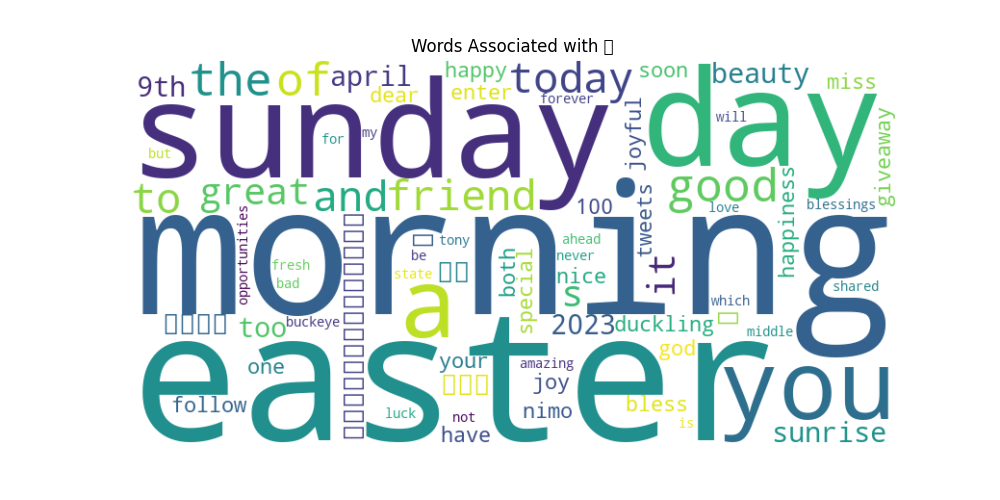 Words Associated with
9th the of april happy today soon beauty miss
dear enter forever
sunday day
for my but will joyful giveaway
to great and friend good happiness
100 tweets love blessings
morning
opportunities tony ahead
fresh be both never
bad state special nice it shared
a s which
too buckeye 2023 duckling middle
easter you
one your amazing god
follow joy bless
luck not nimo is
have sunrise